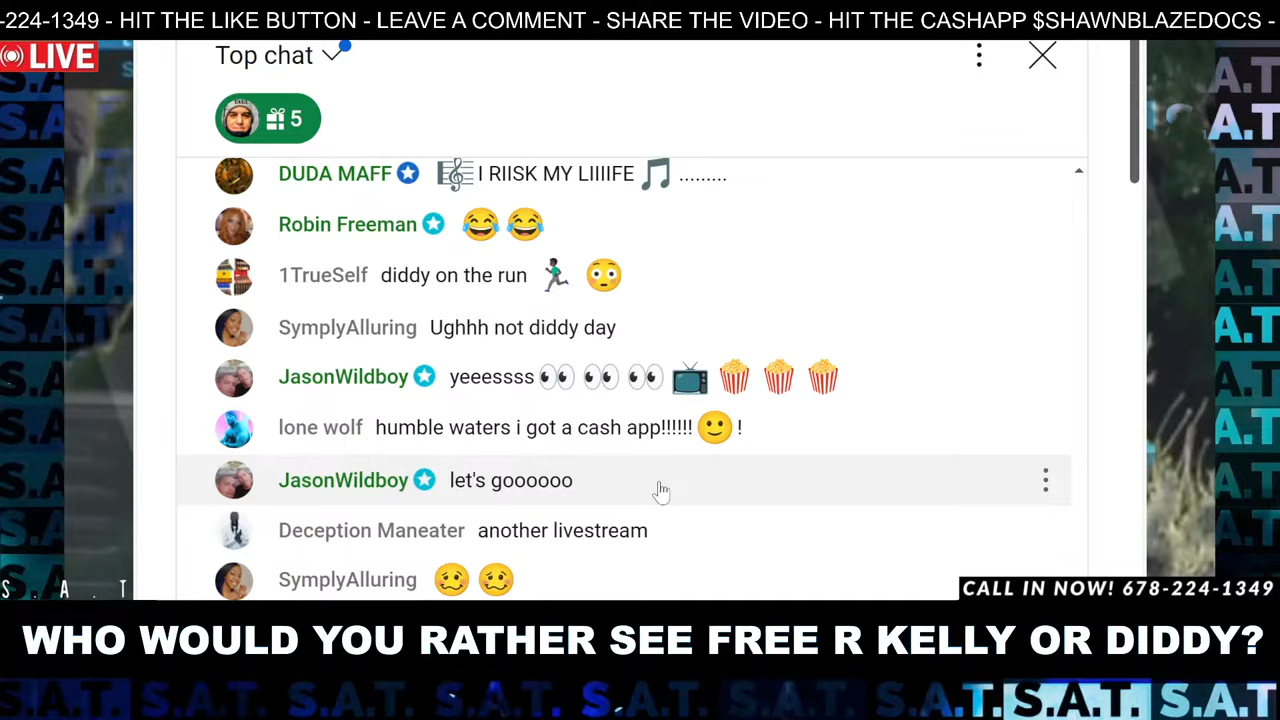 -224-1349 - HIT THE LIKE BUTTON - LEAVE A COMMENT - SHARE THE VIDEO - HIT THE CASHAPP $SHAWNBLAZEDOCS -
LIVE
Top chat
5
DUDA MAFF 🎼 I RIISK MY LIIIIFE 🎵 .........
Robin Freeman 😂 😂
1TrueSelf diddy on the run 🏃🏿‍♂️ 😳
SymplyAlluring Ughhh not diddy day
JasonWildboy yeeessss 👀 👀 👀 📺 🍿 🍿 🍿
lone wolf humble waters i got a cash app!!!!!! 🙂 !
JasonWildboy let's goooooo
Deception Maneater another livestream
SymplyAlluring 🥴 🥴
S. A. T
CALL IN NOW! 678-224-1349
WHO WOULD YOU RATHER SEE FREE R KELLY OR DIDDY?
S.A.T. S.A.T. S.A.T. S.A.T. S.A.T. S.A.T. S.A.T